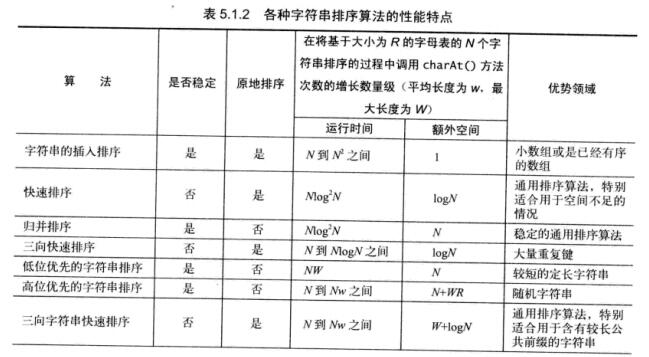 表 5.1.2 各种字符串排序算法的性能特点
算 法 是否稳定 原地排序 在将基于大小为 R 的字母表的 N 个字
符串排序的过程中调用 charAt() 方法
次数的增长数量级（平均长度为 w，最
大长度为 W） 优势领域
运行时间 额外空间
字符串的插入排序 是 是 N 到 N² 之间 1 小数组或是已经有序
的数组
快速排序 否 是 Nlog²N logN 通用排序算法，特别
适合用于空间不足的
情况
归并排序 是 否 Nlog²N N 稳定的通用排序算法
三向快速排序 否 是 N 到 NlogN 之间 logN 大量重复键
低位优先的字符串排序 是 否 NW N 较短的定长字符串
高位优先的字符串排序 是 否 N 到 Nw 之间 N+WR 随机字符串
三向字符串快速排序 否 是 N 到 Nw 之间 W+logN 通用排序算法，特别
适合用于含有较长公
共前缀的字符串